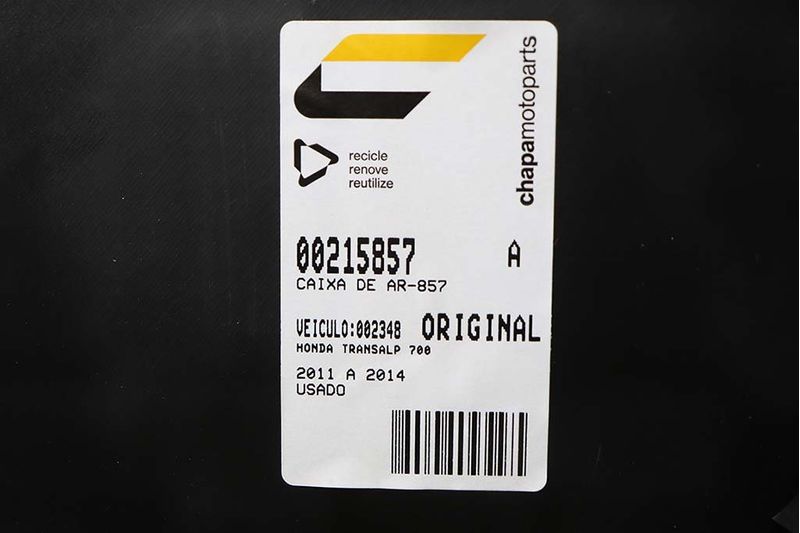 chapamotoparts
recicle
renove
reutilize
00215857 A
CAIXA DE AR-857
VEICULO:002348 ORIGINAL
HONDA TRANSALP 700
2011 A 2014
USADO